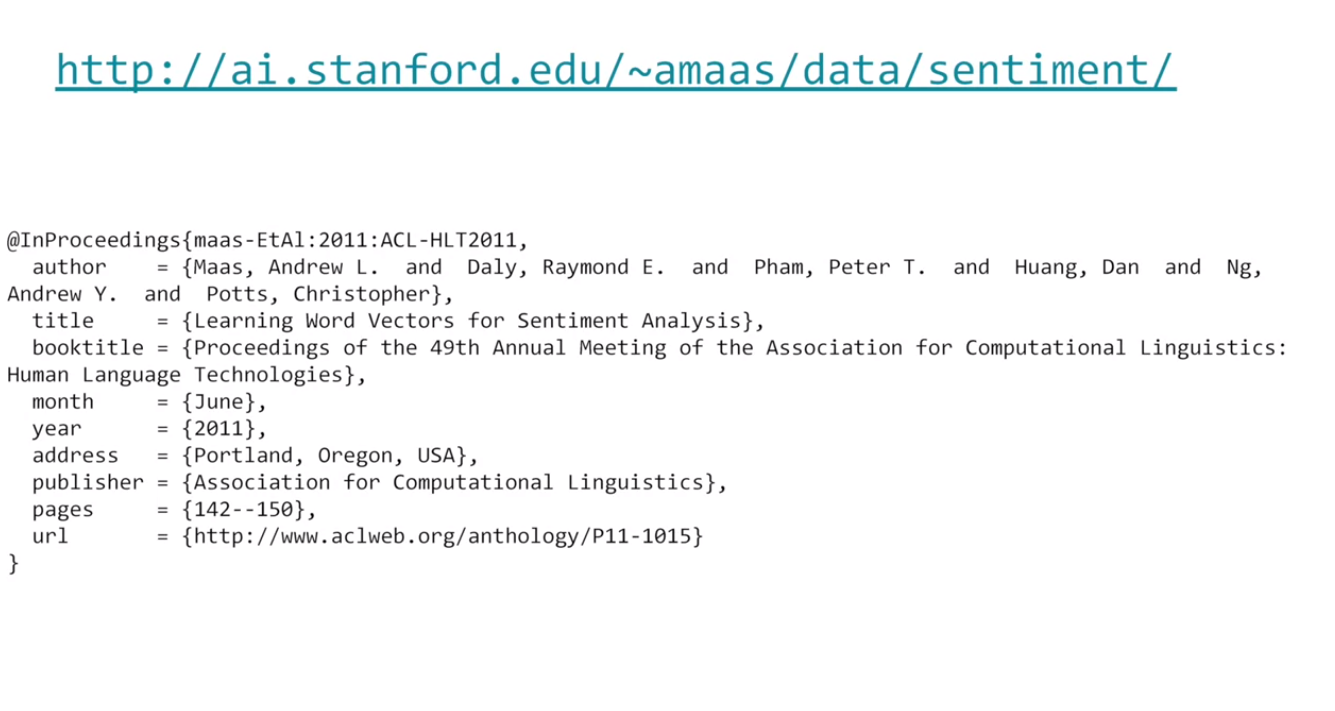 http://ai.stanford.edu/~amaas/data/sentiment/
@InProceedings{maas-EtAl:2011:ACL-HLT2011,
  author    = {Maas, Andrew L.  and  Daly, Raymond E.  and  Pham, Peter T.  and  Huang, Dan  and  Ng,
Andrew Y.  and  Potts, Christopher},
  title     = {Learning Word Vectors for Sentiment Analysis},
  booktitle = {Proceedings of the 49th Annual Meeting of the Association for Computational Linguistics:
Human Language Technologies},
  month     = {June},
  year      = {2011},
  address   = {Portland, Oregon, USA},
  publisher = {Association for Computational Linguistics},
  pages     = {142--150},
  url       = {http://www.aclweb.org/anthology/P11-1015}
}